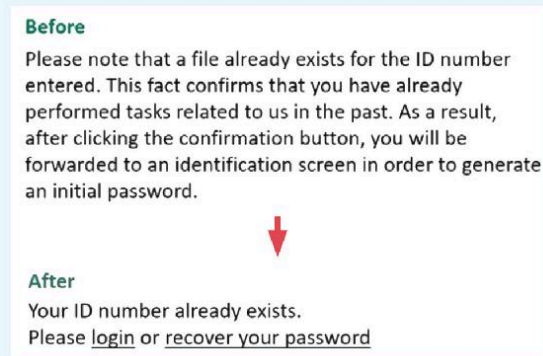 Before
Please note that a file already exists for the ID number
entered. This fact confirms that you have already
performed tasks related to us in the past. As a result,
after clicking the confirmation button, you will be
forwarded to an identification screen in order to generate
an initial password.
After
Your ID number already exists.
Please login or recover your password